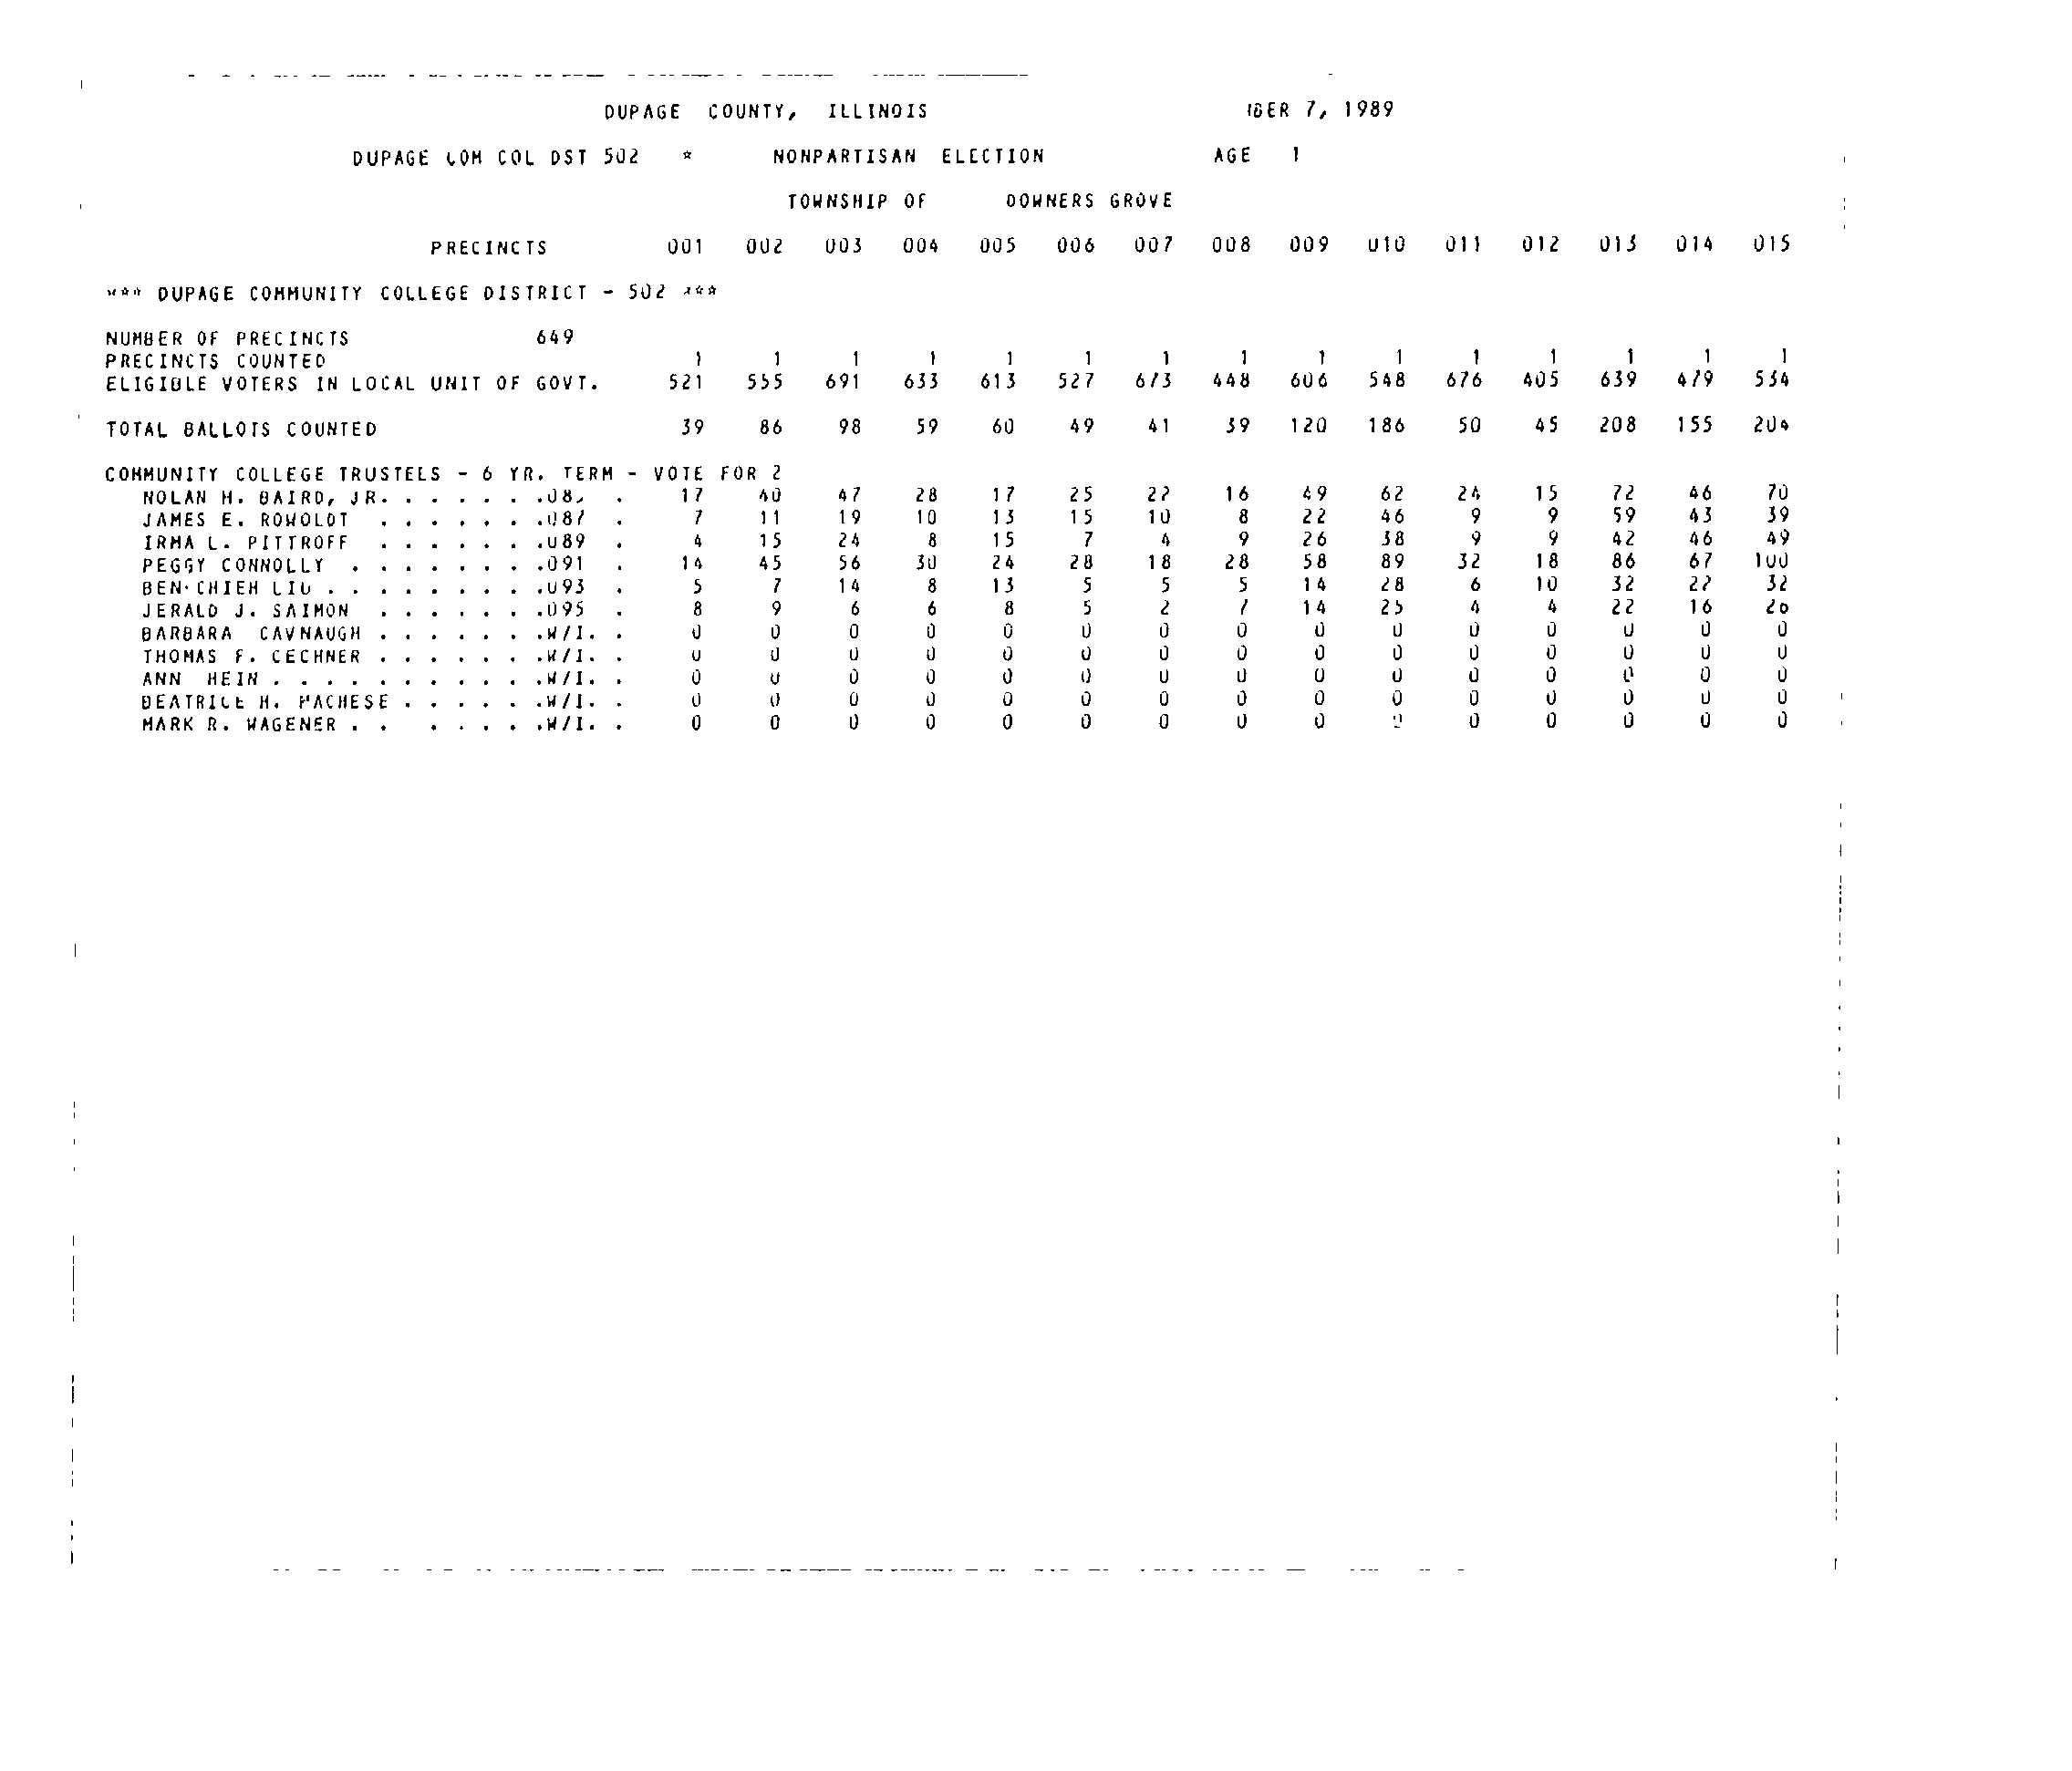 DUPAGE COUNTY, ILLINOIS BER 7, 1989
DUPAGE COM COL DST 502 * NONPARTISAN ELECTION AGE 1
TOWNSHIP OF DOWNERS GROVE
PRECINCTS 001 002 003 004 005 006 007 008 009 010 011 012 013 014 015
*** DUPAGE COMMUNITY COLLEGE DISTRICT - 502 ***
NUMBER OF PRECINCTS 649
PRECINCTS COUNTED 1 1 1 1 1 1 1 1 1 1 1 1 1 1 1
ELIGIBLE VOTERS IN LOCAL UNIT OF GOVT. 521 555 691 633 613 527 673 448 606 548 676 405 639 479 534
TOTAL BALLOTS COUNTED 39 86 98 59 60 49 41 39 120 186 50 45 208 155 204
COMMUNITY COLLEGE TRUSTEES - 6 YR. TERM - VOTE FOR 2
NOLAN H. BAIRD, JR. . . . . . .08 . 17 40 47 28 17 25 22 16 49 62 24 15 72 46 70
JAMES E. ROWOLDT . . . . . . .087 . 7 11 19 10 13 15 10 8 22 46 9 9 59 43 39
IRMA L. PITTROFF . . . . . . .089 . 4 15 24 8 15 7 4 9 26 38 9 9 42 46 49
PEGGY CONNOLLY . . . . . . . .091 . 14 45 56 30 24 28 18 28 58 89 32 18 86 67 100
BEN-CHIEH LIU . . . . . . . . .093 . 5 7 14 8 13 5 5 5 14 28 6 10 32 22 32
JERALD J. SAIMON . . . . . . .095 . 8 9 6 6 8 5 2 7 14 25 4 4 22 16 26
BARBARA CAVNAUGH . . . . . . .W/I. . 0 0 0 0 0 0 0 0 0 0 0 0 0 0 0
THOMAS F. CECHNER . . . . . . .W/I. . 0 0 0 0 0 0 0 0 0 0 0 0 0 0 0
ANN HEIN . . . . . . . . . . .W/I. . 0 0 0 0 0 0 0 0 0 0 0 0 0 0 0
BEATRICE H. MACHESE . . . . . .W/I. . 0 0 0 0 0 0 0 0 0 0 0 0 0 0 0
MARK R. WAGENER . . . . . . .W/I. . 0 0 0 0 0 0 0 0 0 0 0 0 0 0 0